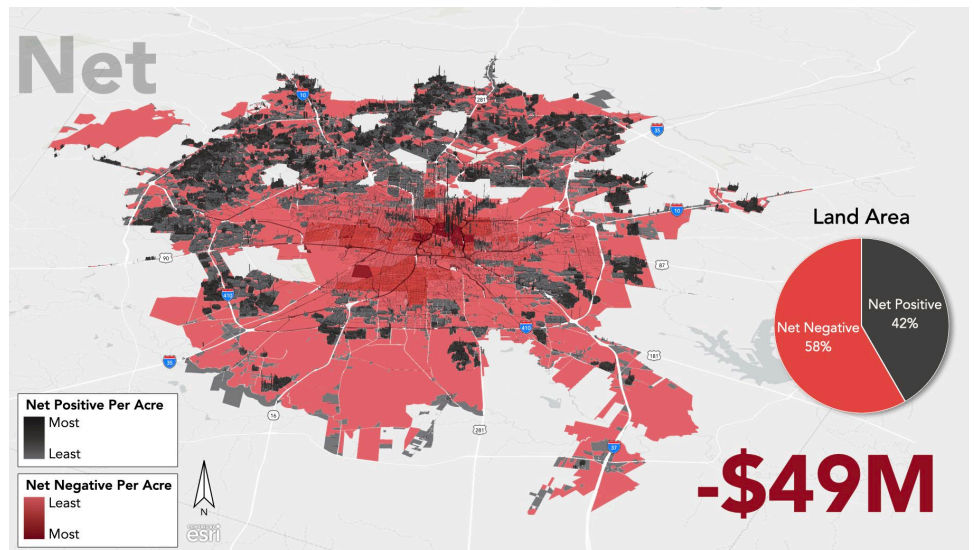 Net
10
281
35
10
Land Area
90
87
Net Positive
42%
Net Negative
58%
410
410
181
35
Net Positive Per Acre
Most
Least
16
281
37
-$49M
Net Negative Per Acre
Least
Most
N
esri